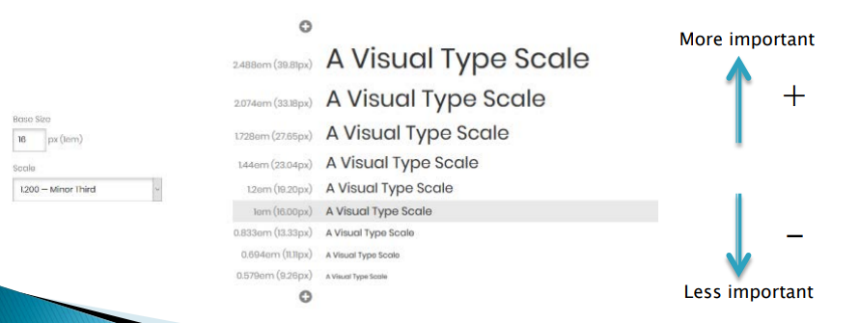 More important
2.488em (39.81px) A Visual Type Scale
2.074em (33.18px) A Visual Type Scale
+
Base Size
16 px (1em)
1.728em (27.65px) A Visual Type Scale
Scale
1.44em (23.04px) A Visual Type Scale
1.200 – Minor Third
1.2em (19.20px) A Visual Type Scale
1em (16.00px) A Visual Type Scale
0.833em (13.33px) A Visual Type Scale
–
0.694em (11.11px) A Visual Type Scale
0.579em (9.26px) A Visual Type Scale
Less important